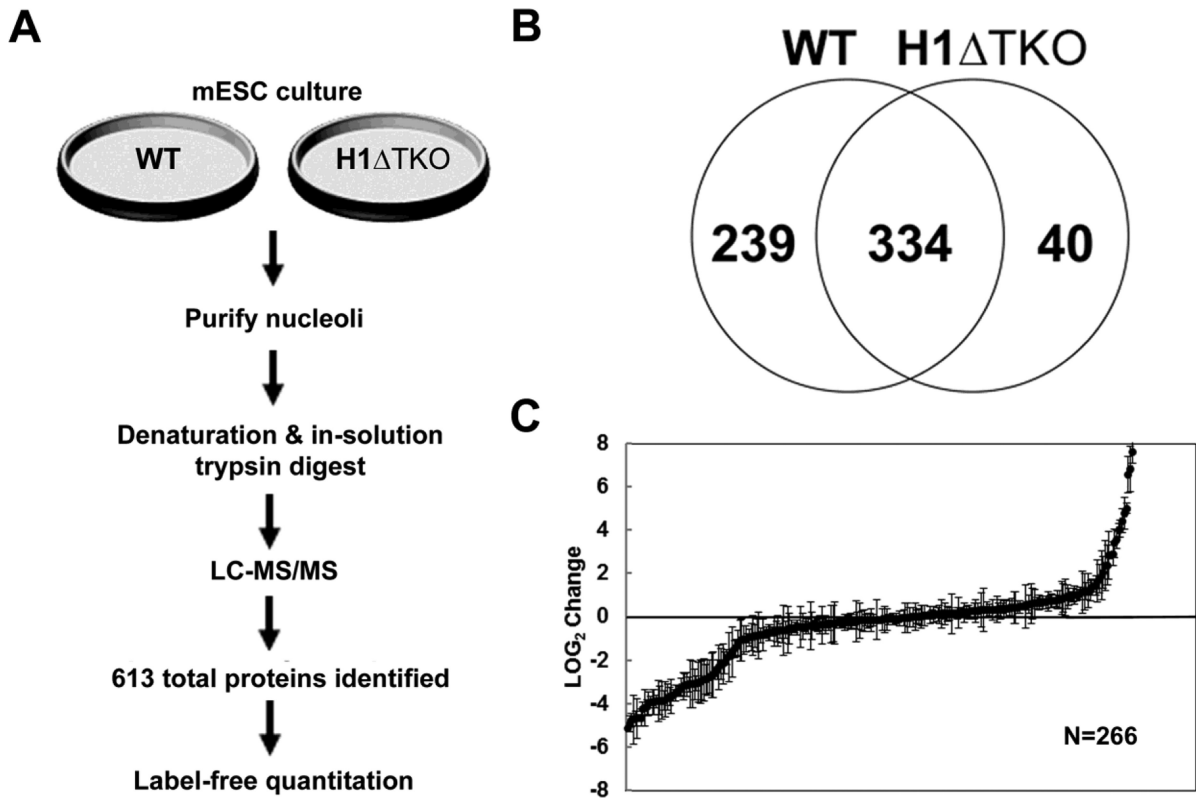 A
mESC culture
WT
H1ΔTKO
Purify nucleoli
Denaturation & in-solution
trypsin digest
LC-MS/MS
613 total proteins identified
Label-free quantitation
B
WT H1ΔTKO
239 334 40
C
LOG2 Change
8
6
4
2
0
-2
-4
-6
-8
N=266